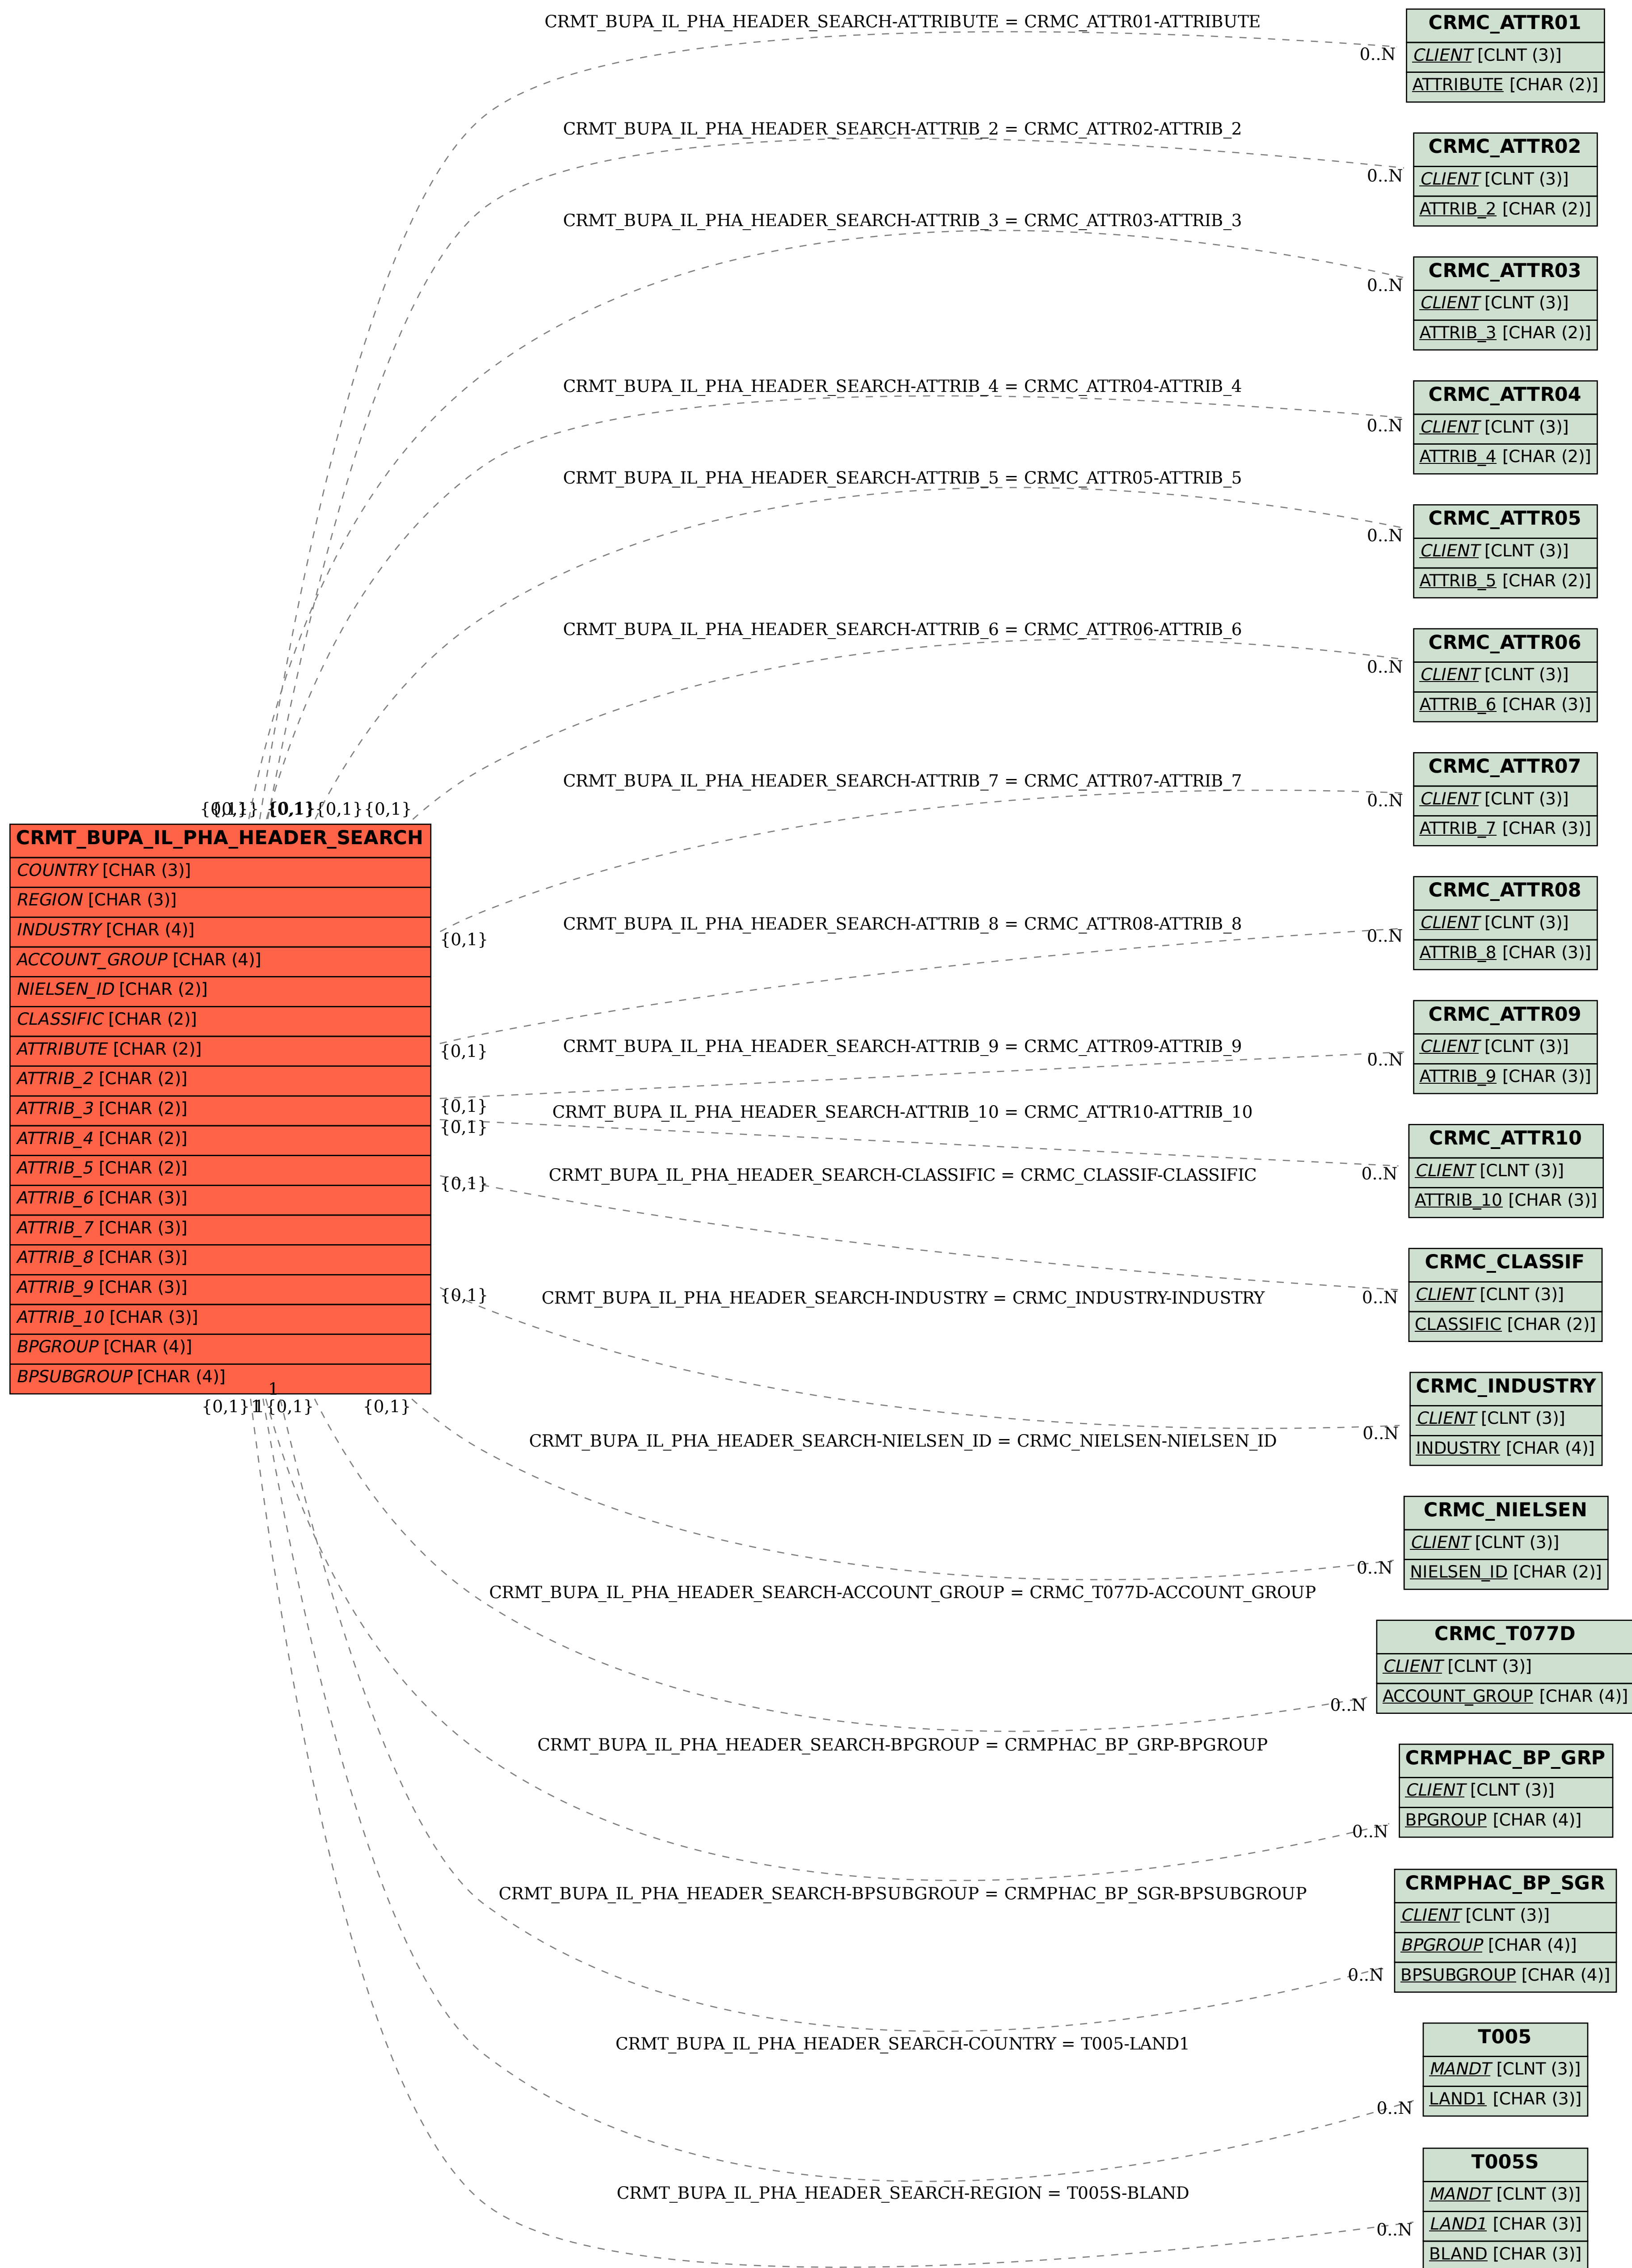 CRMT_BUPA_IL_PHA_HEADER_SEARCH-ATTRIBUTE = CRMC_ATTR01-ATTRIBUTE
0..N
CRMC_ATTR01
CLIENT [CLNT (3)]
ATTRIBUTE [CHAR (2)]
CRMT_BUPA_IL_PHA_HEADER_SEARCH-ATTRIB_2 = CRMC_ATTR02-ATTRIB_2
0..N
CRMC_ATTR02
CLIENT [CLNT (3)]
ATTRIB_2 [CHAR (2)]
CRMT_BUPA_IL_PHA_HEADER_SEARCH-ATTRIB_3 = CRMC_ATTR03-ATTRIB_3
0..N
CRMC_ATTR03
CLIENT [CLNT (3)]
ATTRIB_3 [CHAR (2)]
CRMT_BUPA_IL_PHA_HEADER_SEARCH-ATTRIB_4 = CRMC_ATTR04-ATTRIB_4
0..N
CRMC_ATTR04
CLIENT [CLNT (3)]
ATTRIB_4 [CHAR (2)]
CRMT_BUPA_IL_PHA_HEADER_SEARCH-ATTRIB_5 = CRMC_ATTR05-ATTRIB_5
0..N
CRMC_ATTR05
CLIENT [CLNT (3)]
ATTRIB_5 [CHAR (2)]
CRMT_BUPA_IL_PHA_HEADER_SEARCH-ATTRIB_6 = CRMC_ATTR06-ATTRIB_6
0..N
CRMC_ATTR06
CLIENT [CLNT (3)]
ATTRIB_6 [CHAR (3)]
CRMT_BUPA_IL_PHA_HEADER_SEARCH-ATTRIB_7 = CRMC_ATTR07-ATTRIB_7
0..N
CRMC_ATTR07
CLIENT [CLNT (3)]
ATTRIB_7 [CHAR (3)]
{0,1} {0,1} {0,1}
CRMT_BUPA_IL_PHA_HEADER_SEARCH
COUNTRY [CHAR (3)]
REGION [CHAR (3)]
INDUSTRY [CHAR (4)]
ACCOUNT_GROUP [CHAR (4)]
NIELSEN_ID [CHAR (2)]
CLASSIFIC [CHAR (2)]
ATTRIBUTE [CHAR (2)]
ATTRIB_2 [CHAR (2)]
ATTRIB_3 [CHAR (2)]
ATTRIB_4 [CHAR (2)]
ATTRIB_5 [CHAR (2)]
ATTRIB_6 [CHAR (3)]
ATTRIB_7 [CHAR (3)]
ATTRIB_8 [CHAR (3)]
ATTRIB_9 [CHAR (3)]
ATTRIB_10 [CHAR (3)]
BPGROUP [CHAR (4)]
BPSUBGROUP [CHAR (4)]
1
{0,1} 1 {0,1} {0,1}
{0,1}
{0,1}
{0,1}
{0,1}
{0,1}
{0,1}
CRMT_BUPA_IL_PHA_HEADER_SEARCH-ATTRIB_8 = CRMC_ATTR08-ATTRIB_8
0..N
CRMC_ATTR08
CLIENT [CLNT (3)]
ATTRIB_8 [CHAR (3)]
CRMT_BUPA_IL_PHA_HEADER_SEARCH-ATTRIB_9 = CRMC_ATTR09-ATTRIB_9
0..N
CRMC_ATTR09
CLIENT [CLNT (3)]
ATTRIB_9 [CHAR (3)]
CRMT_BUPA_IL_PHA_HEADER_SEARCH-ATTRIB_10 = CRMC_ATTR10-ATTRIB_10
0..N
CRMC_ATTR10
CLIENT [CLNT (3)]
ATTRIB_10 [CHAR (3)]
CRMT_BUPA_IL_PHA_HEADER_SEARCH-CLASSIFIC = CRMC_CLASSIF-CLASSIFIC
0..N
CRMC_CLASSIF
CLIENT [CLNT (3)]
CLASSIFIC [CHAR (2)]
CRMT_BUPA_IL_PHA_HEADER_SEARCH-INDUSTRY = CRMC_INDUSTRY-INDUSTRY
0..N
CRMC_INDUSTRY
CLIENT [CLNT (3)]
INDUSTRY [CHAR (4)]
CRMT_BUPA_IL_PHA_HEADER_SEARCH-NIELSEN_ID = CRMC_NIELSEN-NIELSEN_ID
0..N
CRMC_NIELSEN
CLIENT [CLNT (3)]
NIELSEN_ID [CHAR (2)]
CRMT_BUPA_IL_PHA_HEADER_SEARCH-ACCOUNT_GROUP = CRMC_T077D-ACCOUNT_GROUP
0..N
CRMC_T077D
CLIENT [CLNT (3)]
ACCOUNT_GROUP [CHAR (4)]
CRMT_BUPA_IL_PHA_HEADER_SEARCH-BPGROUP = CRMPHAC_BP_GRP-BPGROUP
0..N
CRMPHAC_BP_GRP
CLIENT [CLNT (3)]
BPGROUP [CHAR (4)]
CRMT_BUPA_IL_PHA_HEADER_SEARCH-BPSUBGROUP = CRMPHAC_BP_SGR-BPSUBGROUP
0..N
CRMPHAC_BP_SGR
CLIENT [CLNT (3)]
BPGROUP [CHAR (4)]
BPSUBGROUP [CHAR (4)]
CRMT_BUPA_IL_PHA_HEADER_SEARCH-COUNTRY = T005-LAND1
0..N
T005
MANDT [CLNT (3)]
LAND1 [CHAR (3)]
CRMT_BUPA_IL_PHA_HEADER_SEARCH-REGION = T005S-BLAND
0..N
T005S
MANDT [CLNT (3)]
LAND1 [CHAR (3)]
BLAND [CHAR (3)]